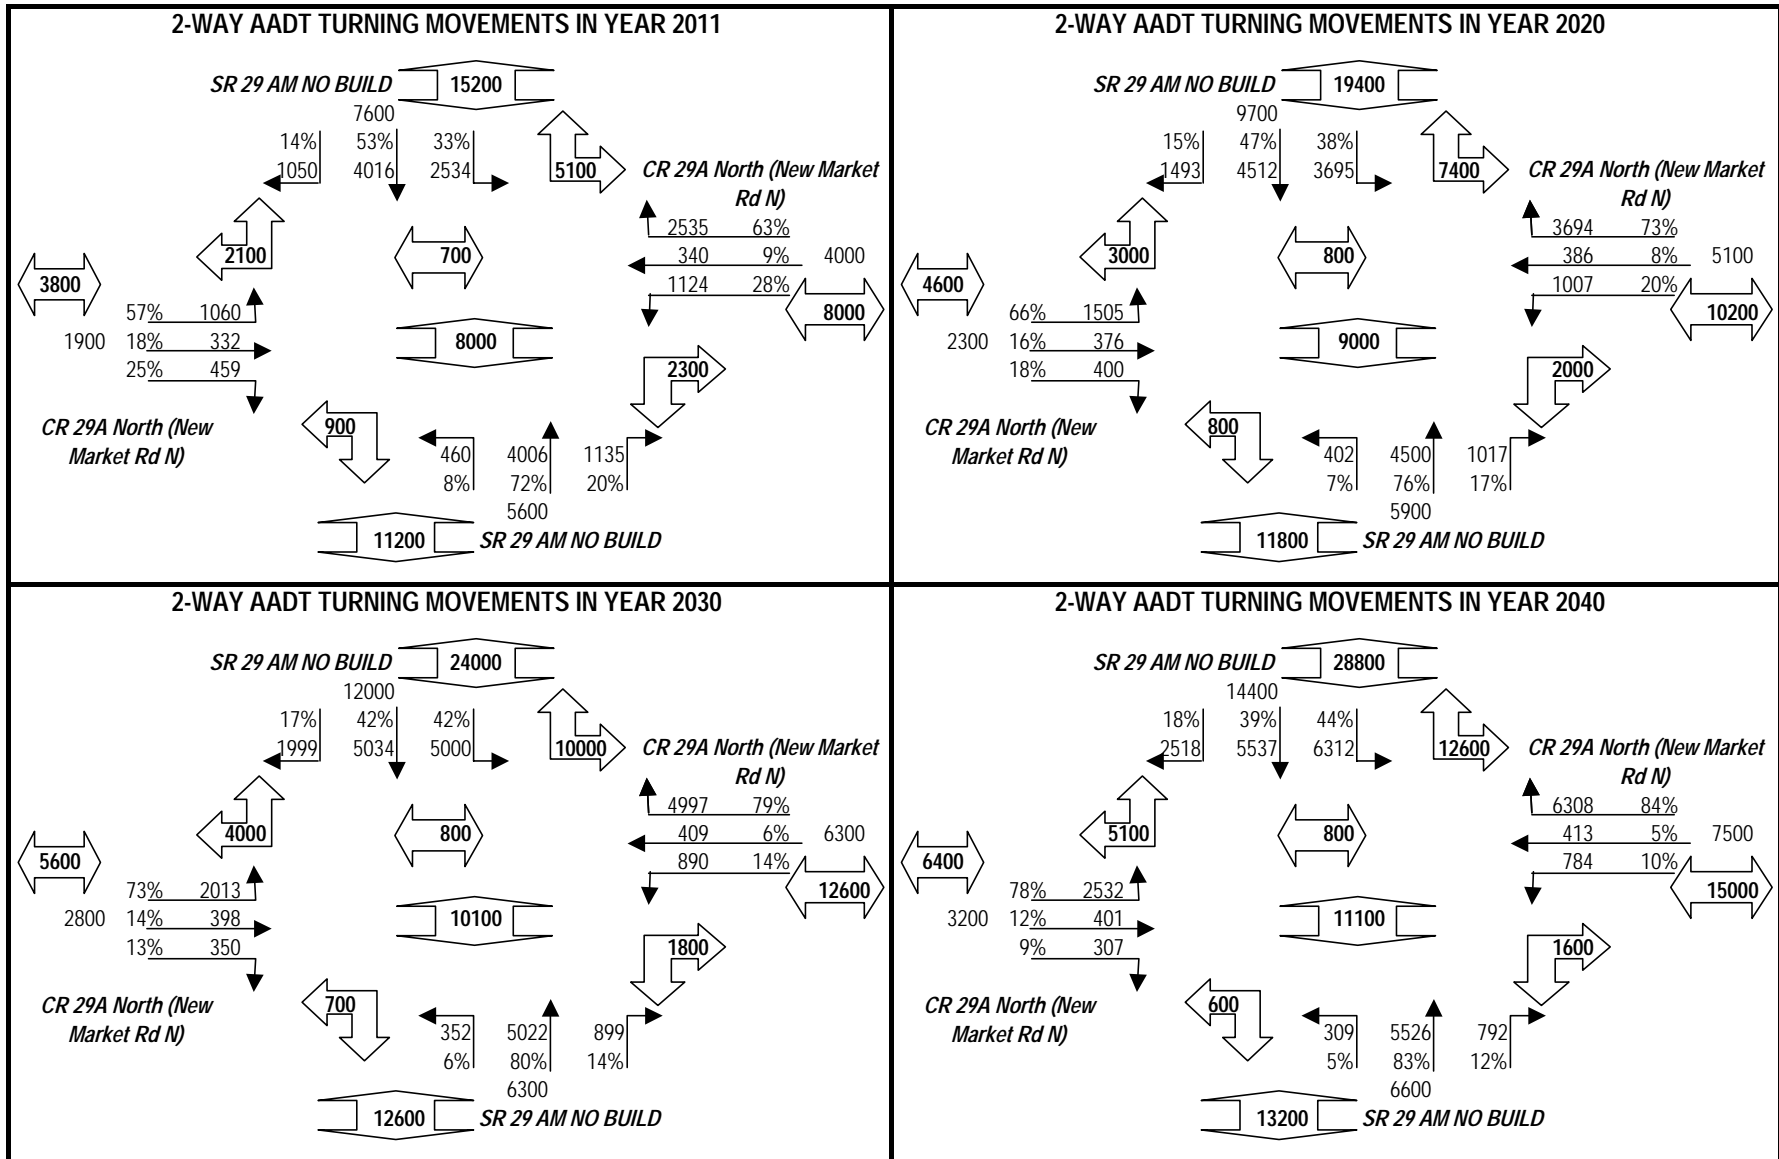 2-WAY AADT TURNING MOVEMENTS IN YEAR 2011
SR 29 AM NO BUILD 15200
7600
14% 53% 33%
1050 4016 2534 5100 CR 29A North (New Market
Rd N)
2535 63%
2100 700 340 9% 4000
3800 1124 28%
57% 1060 8000
1900 18% 332 8000
25% 459 2300
CR 29A North (New
Market Rd N)
900
460 4006 1135
8% 72% 20%
5600
11200 SR 29 AM NO BUILD
2-WAY AADT TURNING MOVEMENTS IN YEAR 2020
SR 29 AM NO BUILD 19400
9700
15% 47% 38%
1493 4512 3695 7400 CR 29A North (New Market
Rd N)
3694 73%
3000 800 386 8% 5100
4600 1007 20%
66% 1505 10200
2300 16% 376 9000
18% 400 2000
CR 29A North (New
Market Rd N)
800
402 4500 1017
7% 76% 17%
5900
11800 SR 29 AM NO BUILD
2-WAY AADT TURNING MOVEMENTS IN YEAR 2030
SR 29 AM NO BUILD 24000
12000
17% 42% 42%
1999 5034 5000 10000 CR 29A North (New Market
Rd N)
4997 79%
4000 800 409 6% 6300
5600 890 14%
73% 2013 12600
2800 14% 398 10100
13% 350 1800
CR 29A North (New
Market Rd N)
700
352 5022 899
6% 80% 14%
6300
12600 SR 29 AM NO BUILD
2-WAY AADT TURNING MOVEMENTS IN YEAR 2040
SR 29 AM NO BUILD 28800
14400
18% 39% 44%
2518 5537 6312 12600 CR 29A North (New Market
Rd N)
6308 84%
5100 800 413 5% 7500
6400 784 10%
78% 2532 15000
3200 12% 401 11100
9% 307 1600
CR 29A North (New
Market Rd N)
600
309 5526 792
5% 83% 12%
6600
13200 SR 29 AM NO BUILD